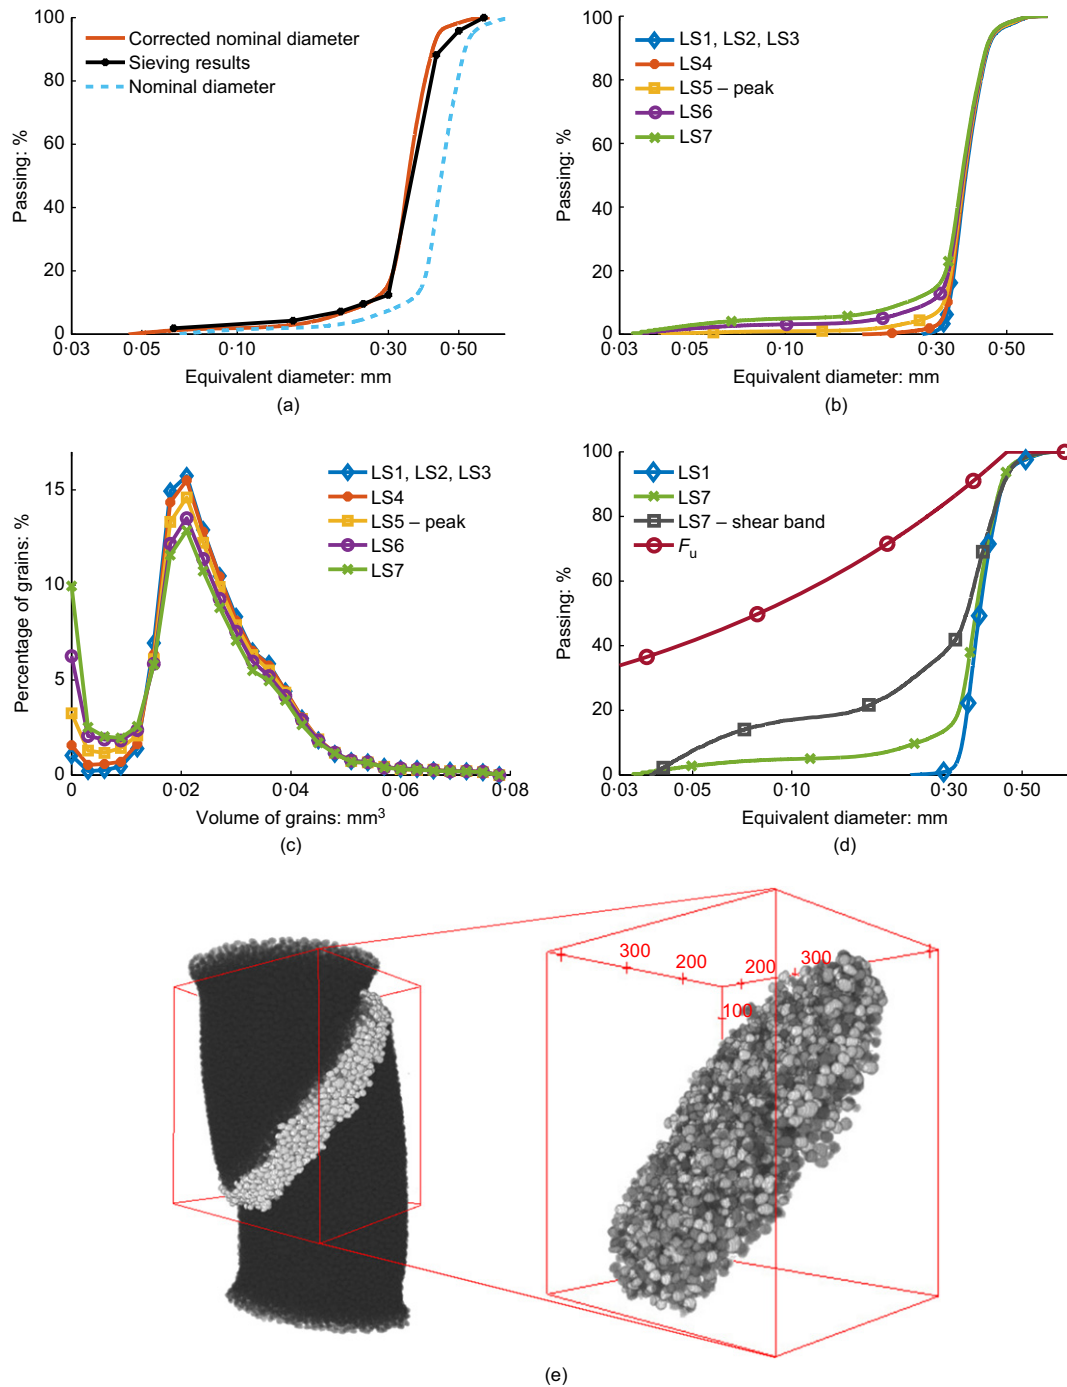 100
80
60
40
20
0
Passing: %
Corrected nominal diameter
Sieving results
Nominal diameter
0·03
0·05
0·10
0·30
0·50
Equivalent diameter: mm
(a)
100
80
60
40
20
0
Passing: %
LS1, LS2, LS3
LS4
LS5 – peak
LS6
LS7
0·03
0·05
0·10
0·30
0·50
Equivalent diameter: mm
(b)
15
10
5
0
Percentage of grains: %
LS1, LS2, LS3
LS4
LS5 – peak
LS6
LS7
0
0·02
0·04
0·06
0·08
Volume of grains: mm³
(c)
100
80
60
40
20
0
Passing: %
LS1
LS7
LS7 – shear band
Fu
0·03
0·05
0·10
0·30
0·50
Equivalent diameter: mm
(d)
300
200
200
300
100
(e)